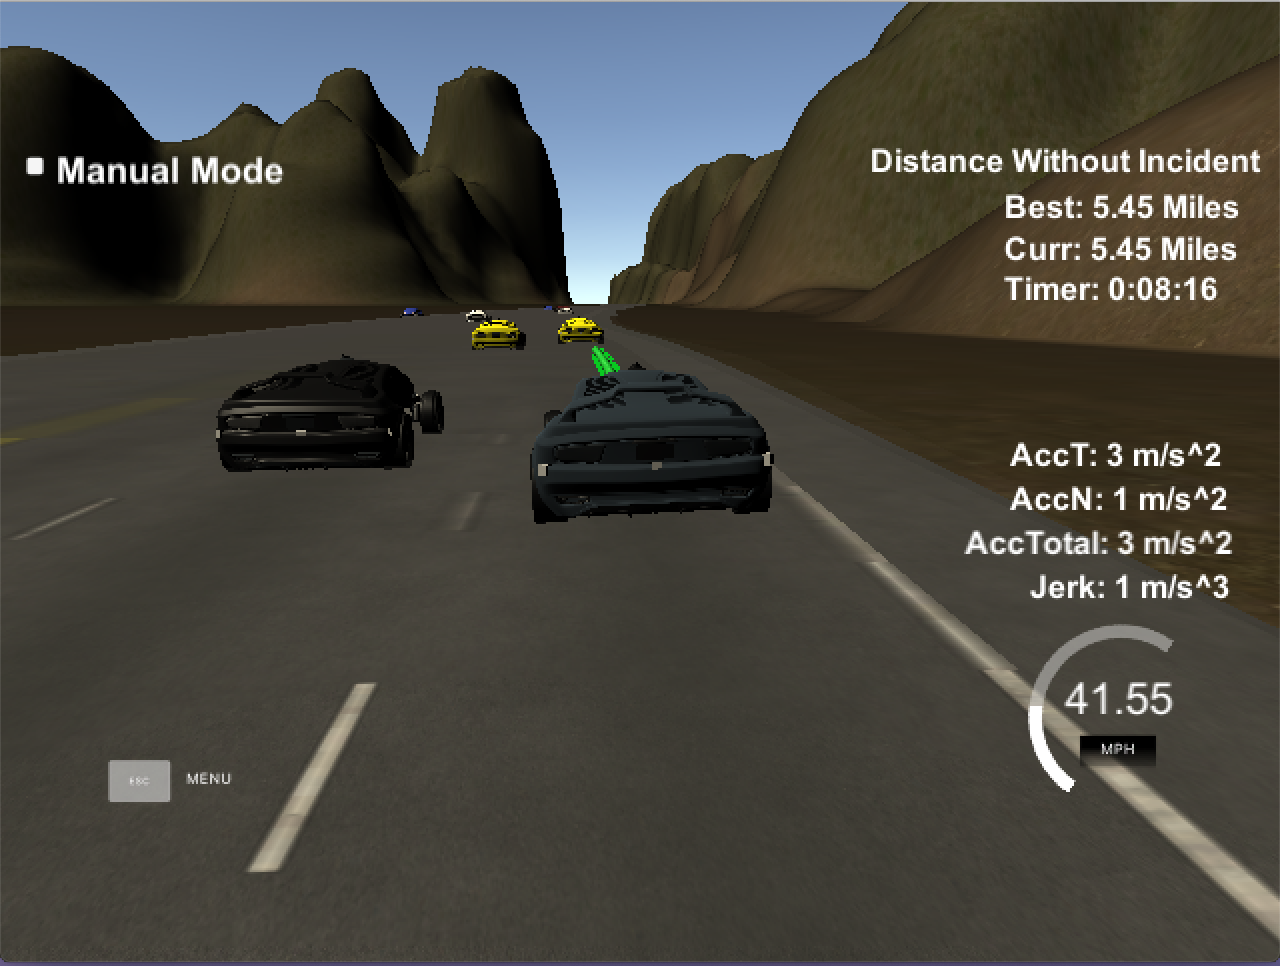 Manual Mode
Distance Without Incident
Best: 5.45 Miles
Curr: 5.45 Miles
Timer: 0:08:16
AccT: 3 m/s^2
AccN: 1 m/s^2
AccTotal: 3 m/s^2
Jerk: 1 m/s^3
41.55
MPH
ESC MENU